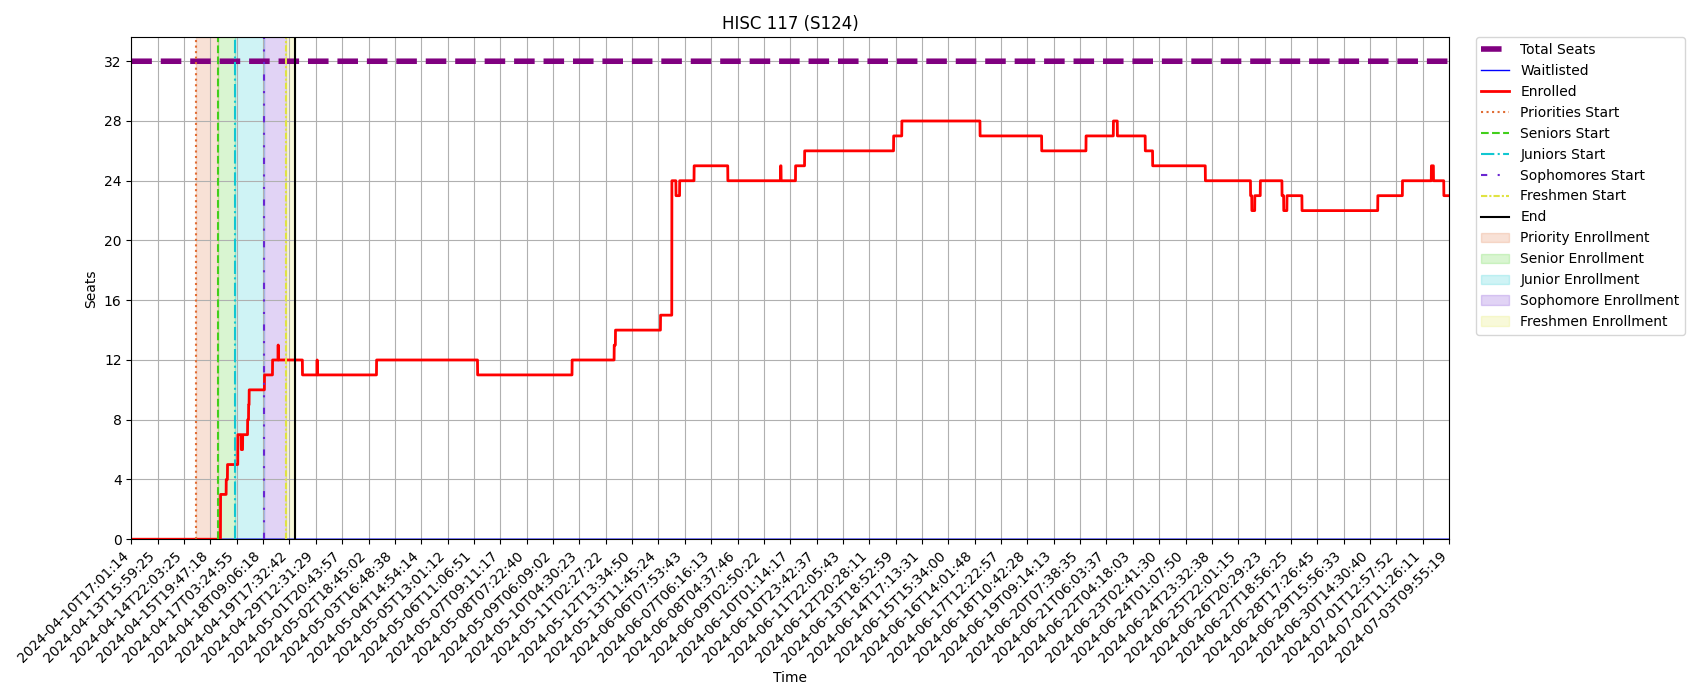 HISC 117 (S124)
Total Seats
Waitlisted
Enrolled
Priorities Start
Seniors Start
Juniors Start
Sophomores Start
Freshmen Start
End
Priority Enrollment
Senior Enrollment
Junior Enrollment
Sophomore Enrollment
Freshmen Enrollment
Seats
32
28
24
20
16
12
8
4
0
2024-04-10T17:01:14
2024-04-13T15:59:25
2024-04-14T22:03:25
2024-04-15T19:47:18
2024-04-17T03:24:55
2024-04-18T09:06:18
2024-04-19T17:32:42
2024-04-29T12:31:29
2024-05-01T20:43:57
2024-05-02T18:45:02
2024-05-03T16:48:38
2024-05-04T14:54:14
2024-05-05T13:01:12
2024-05-06T11:06:51
2024-05-07T09:11:17
2024-05-08T07:22:40
2024-05-09T06:09:02
2024-05-10T04:30:23
2024-05-11T02:27:22
2024-05-12T13:34:50
2024-05-13T11:45:24
2024-06-06T07:53:43
2024-06-07T06:16:13
2024-06-08T04:37:46
2024-06-09T02:50:22
2024-06-10T01:14:17
2024-06-10T23:42:37
2024-06-11T22:05:43
2024-06-12T20:28:11
2024-06-13T18:52:59
2024-06-14T17:13:31
2024-06-15T15:34:00
2024-06-16T14:01:48
2024-06-17T12:22:57
2024-06-18T10:42:28
2024-06-19T09:14:13
2024-06-20T07:38:35
2024-06-21T06:03:37
2024-06-22T04:18:03
2024-06-23T02:41:30
2024-06-24T01:07:50
2024-06-24T23:32:38
2024-06-25T22:01:15
2024-06-26T20:29:23
2024-06-27T18:56:25
2024-06-28T17:26:45
2024-06-29T15:56:33
2024-06-30T14:30:40
2024-07-01T12:57:52
2024-07-02T11:26:11
2024-07-03T09:55:19
Time